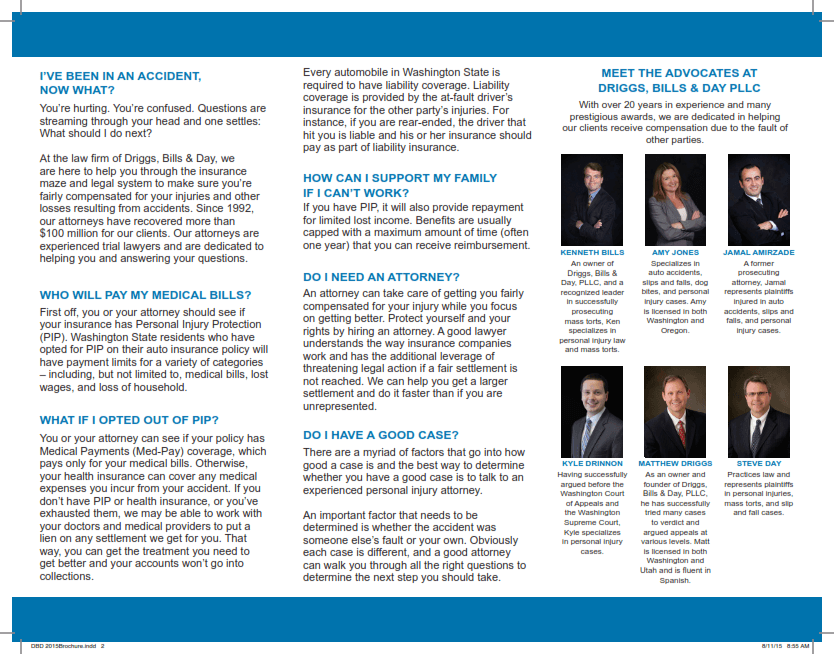 I'VE BEEN IN AN ACCIDENT,
NOW WHAT?
You're hurting. You're confused. Questions are
streaming through your head and one settles:
What should I do next?
At the law firm of Driggs, Bills & Day, we
are here to help you through the insurance
maze and legal system to make sure you're
fairly compensated for your injuries and other
losses resulting from accidents. Since 1992,
our attorneys have recovered more than
$100 million for our clients. Our attorneys are
experienced trial lawyers and are dedicated to
helping you and answering your questions.
WHO WILL PAY MY MEDICAL BILLS?
First off, you or your attorney should see if
your insurance has Personal Injury Protection
(PIP). Washington State residents who have
opted for PIP on their auto insurance policy will
have payment limits for a variety of categories
– including, but not limited to, medical bills, lost
wages, and loss of household.
WHAT IF I OPTED OUT OF PIP?
You or your attorney can see if your policy has
Medical Payments (Med-Pay) coverage, which
pays only for your medical bills. Otherwise,
your health insurance can cover any medical
expenses you incur from your accident. If you
don't have PIP or health insurance, or you've
exhausted them, we may be able to work with
your doctors and medical providers to put a
lien on any settlement we get for you. That
way, you can get the treatment you need to
get better and your accounts won't go into
collections.
Every automobile in Washington State is
required to have liability coverage. Liability
coverage is provided by the at-fault driver's
insurance for the other party's injuries. For
instance, if you are rear-ended, the driver that
hit you is liable and his or her insurance should
pay as part of liability insurance.
HOW CAN I SUPPORT MY FAMILY
IF I CAN'T WORK?
If you have PIP, it will also provide repayment
for limited lost income. Benefits are usually
capped with a maximum amount of time (often
one year) that you can receive reimbursement.
DO I NEED AN ATTORNEY?
An attorney can take care of getting you fairly
compensated for your injury while you focus
on getting better. Protect yourself and your
rights by hiring an attorney. A good lawyer
understands the way insurance companies
work and has the additional leverage of
threatening legal action if a fair settlement is
not reached. We can help you get a larger
settlement and do it faster than if you are
unrepresented.
DO I HAVE A GOOD CASE?
There are a myriad of factors that go into how
good a case is and the best way to determine
whether you have a good case is to talk to an
experienced personal injury attorney.
An important factor that needs to be
determined is whether the accident was
someone else's fault or your own. Obviously
each case is different, and a good attorney
can walk you through all the right questions to
determine the next step you should take.
MEET THE ADVOCATES AT
DRIGGS, BILLS & DAY PLLC
With over 20 years in experience and many
prestigious awards, we are dedicated in helping
our clients receive compensation due to the fault of
other parties.
KENNETH BILLS
An owner of
Driggs, Bills &
Day, PLLC, and a
recognized leader
in successfully
prosecuting
mass torts, Ken
specializes in
personal injury law
and mass torts.
AMY JONES
Specializes in
auto accidents,
slips and falls, dog
bites, and personal
injury cases. Amy
is licensed in both
Washington and
Oregon.
JAMAL AMIRZADE
A former
prosecuting
attorney, Jamal
represents plaintiffs
injured in auto
accidents, slips and
falls, and personal
injury cases.
KYLE DRINNON
Having successfully
argued before the
Washington Court
of Appeals and
the Washington
Supreme Court,
Kyle specializes
in personal injury
cases.
MATTHEW DRIGGS
As an owner and
founder of Driggs,
Bills & Day, PLLC,
he has successfully
tried many cases
to verdict and
argued appeals at
various levels. Matt
is licensed in both
Washington and
Utah and is fluent in
Spanish.
STEVE DAY
Practices law and
represents plaintiffs
in personal injuries,
mass torts, and slip
and fall cases.
DBD 2015Brochure.indd 2
8/11/15 8:55 AM